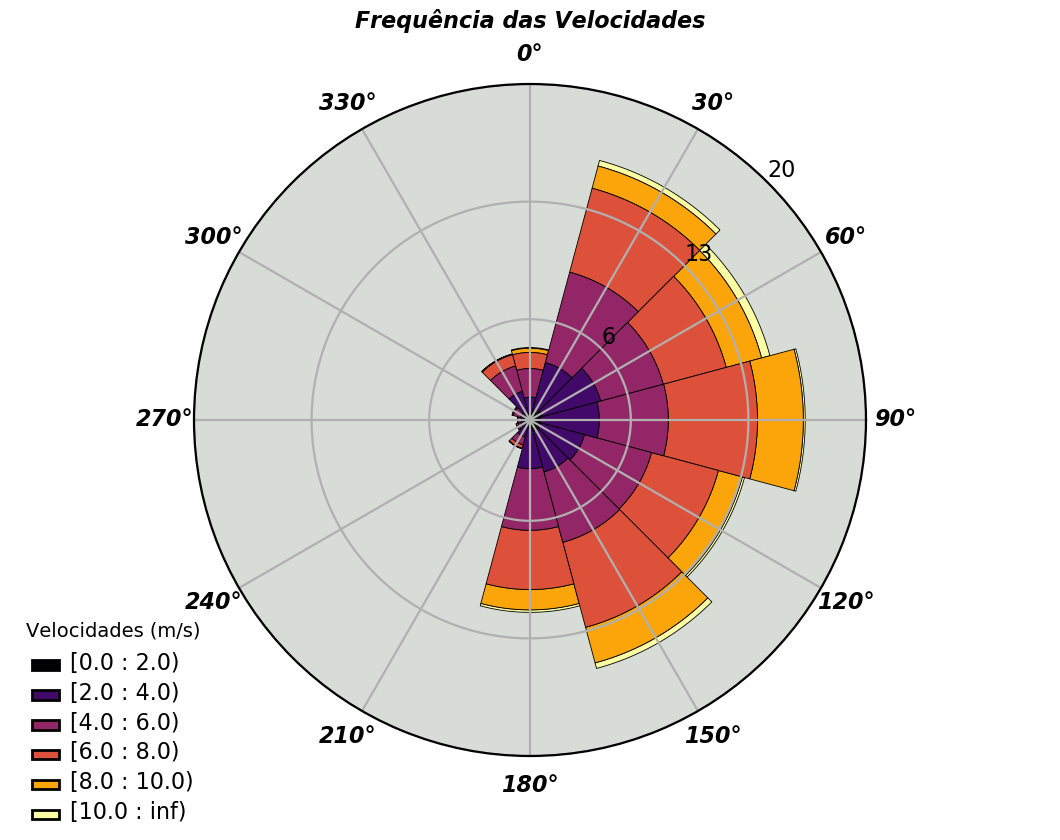 Frequência das Velocidades
0°
330°
30°
20
300°
60°
13
6
270°
90°
240°
120°
210°
150°
180°
Velocidades (m/s)
[0.0 : 2.0)
[2.0 : 4.0)
[4.0 : 6.0)
[6.0 : 8.0)
[8.0 : 10.0)
[10.0 : inf)